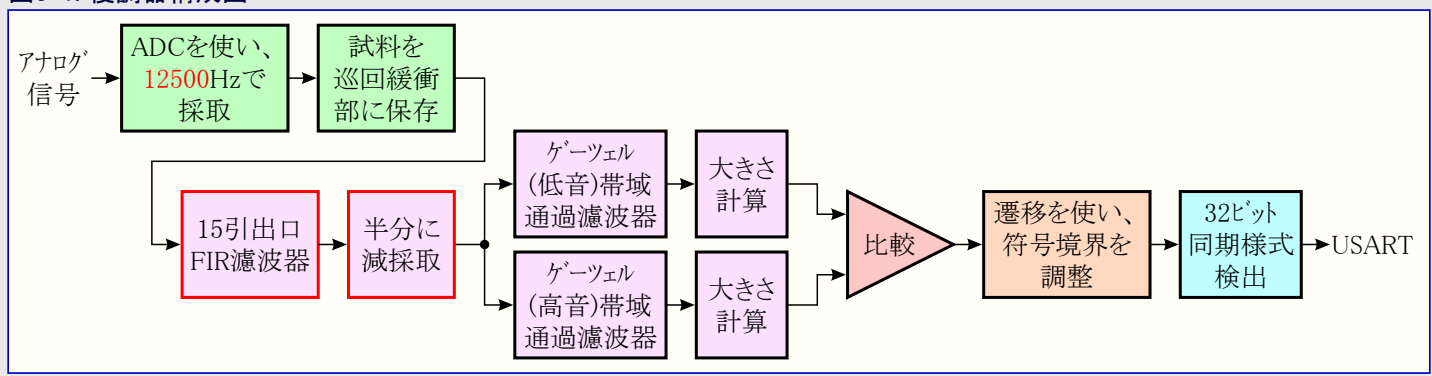 アナログ
信号
ADCを使い、
12500Hzで
採取
試料を
巡回緩衝
部に保存
15引出口
FIR濾波器
半分に
減採取
ゲーツェル
(低音)帯域
通過濾波器
大きさ
計算
ゲーツェル
(高音)帯域
通過濾波器
大きさ
計算
比較
遷移を使い、
符号境界を
調整
32ビット
同期様式
検出
USART